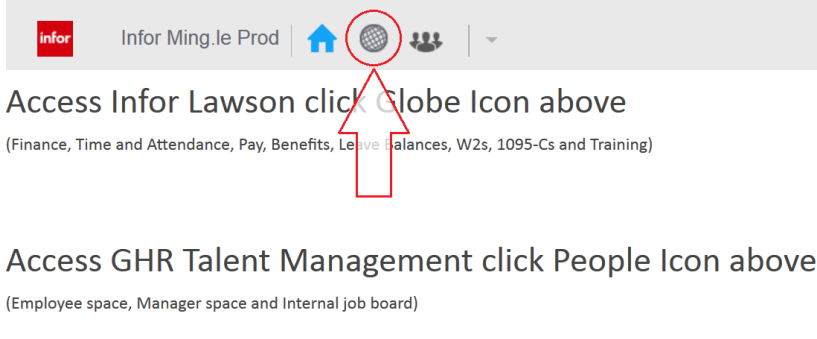 infor
Infor Ming.le Prod
Access Infor Lawson click Globe Icon above
(Finance, Time and Attendance, Pay, Benefits, Leave Balances, W2s, 1095-Cs and Training)
Access GHR Talent Management click People Icon above
(Employee space, Manager space and Internal job board)